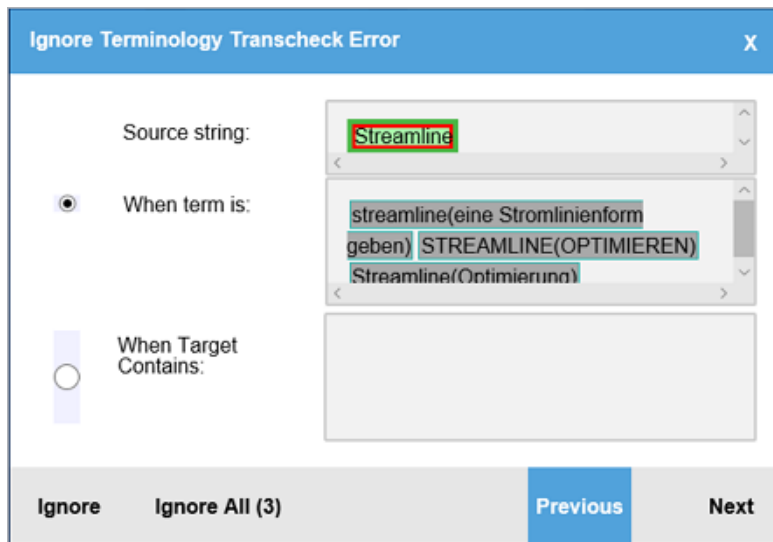 Ignore Terminology Transcheck Error X
Source string: Streamline
When term is: streamline(eine Stromlinienform
geben) STREAMLINE(OPTIMIEREN)
Streamline(Optimierung)
When Target
Contains:
Ignore Ignore All (3) Previous Next